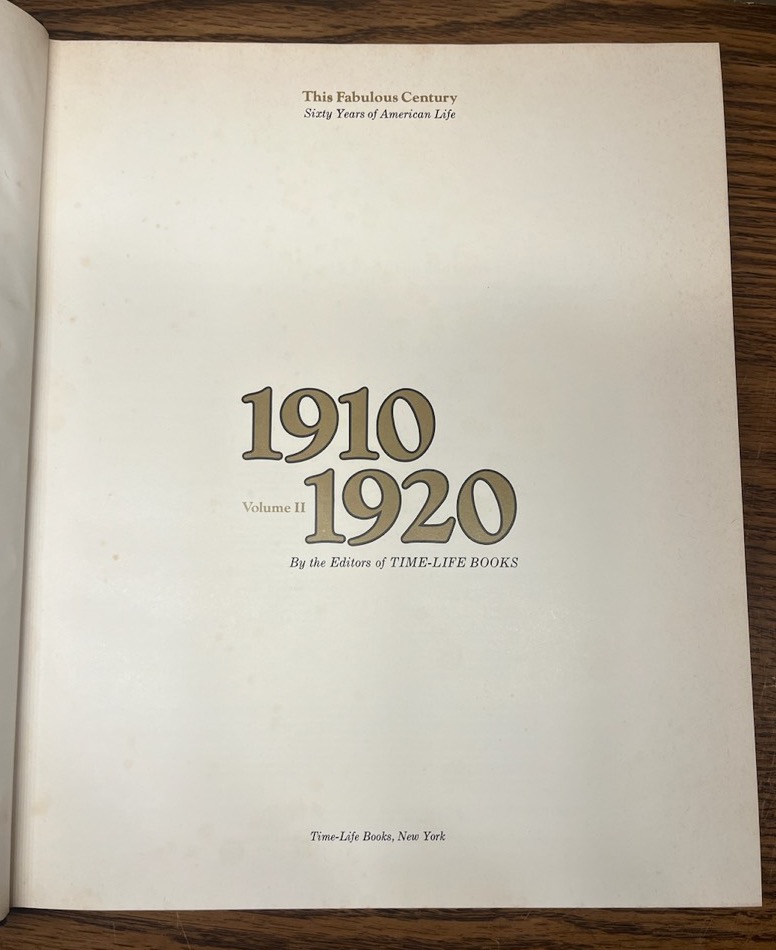 This Fabulous Century
Sixty Years of American Life
1910
Volume II 1920
By the Editors of TIME-LIFE BOOKS
Time-Life Books, New York